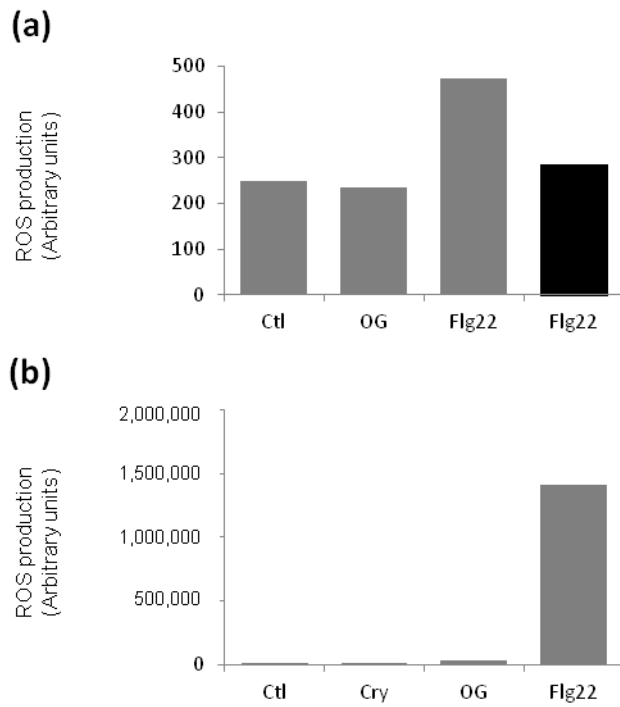 (a)
ROS production
(Arbitrary units)
500
400
300
200
100
0
Ctl OG Flg22 Flg22
(b)
ROS production
(Arbitrary units)
2,000,000
1,500,000
1,000,000
500,000
0
Ctl Cry OG Flg22